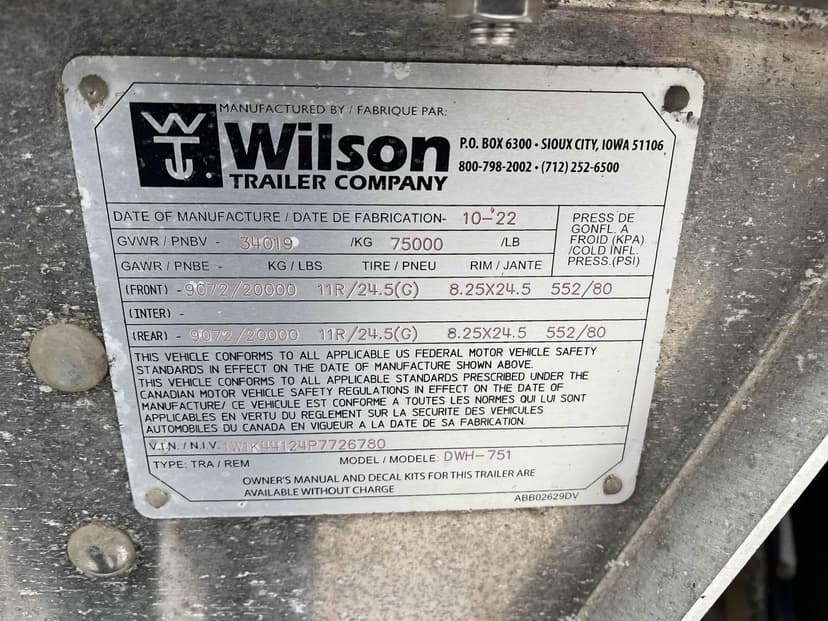 MANUFACTURED BY / FABRIQUE PAR:
WT
Wilson
TRAILER COMPANY
P.O. BOX 6300 • SIOUX CITY, IOWA 51106
800-798-2002 • (712) 252-6500
DATE OF MANUFACTURE / DATE DE FABRICATION- 10-22
GVWR / PNBV - 34019 /KG 75000 /LB
GAWR / PNBE - KG / LBS TIRE / PNEU RIM / JANTE
PRESS DE
GONFL. A
FROID (KPA)
/COLD INFL.
PRESS.(PSI)
(FRONT) - 9072/20000 11R/24.5(G) 8.25X24.5 552/80
(INTER) -
(REAR) - 9072/20000 11R/24.5(G) 8.25X24.5 552/80
THIS VEHICLE CONFORMS TO ALL APPLICABLE US FEDERAL MOTOR VEHICLE SAFETY
STANDARDS IN EFFECT ON THE DATE OF MANUFACTURE SHOWN ABOVE.
THIS VEHICLE CONFORMS TO ALL APPLICABLE STANDARDS PRESCRIBED UNDER THE
CANADIAN MOTOR VEHICLE SAFETY REGULATIONS IN EFFECT ON THE DATE OF
MANUFACTURE/ CE VEHICULE EST CONFORME A TOUTES LES NORMES QUI LUI SONT
APPLICABLES EN VERTU DU REGLEMENT SUR LA SECURITE DES VEHICULES
AUTOMOBILES DU CANADA EN VIGUEUR A LA DATE DE SA FABRICATION.
V.I.N. / N.I.V. 1W1K44124P7726780
TYPE: TRA / REM MODEL / MODELE: DWH-751
OWNER'S MANUAL AND DECAL KITS FOR THIS TRAILER ARE
AVAILABLE WITHOUT CHARGE
ABB02629DV